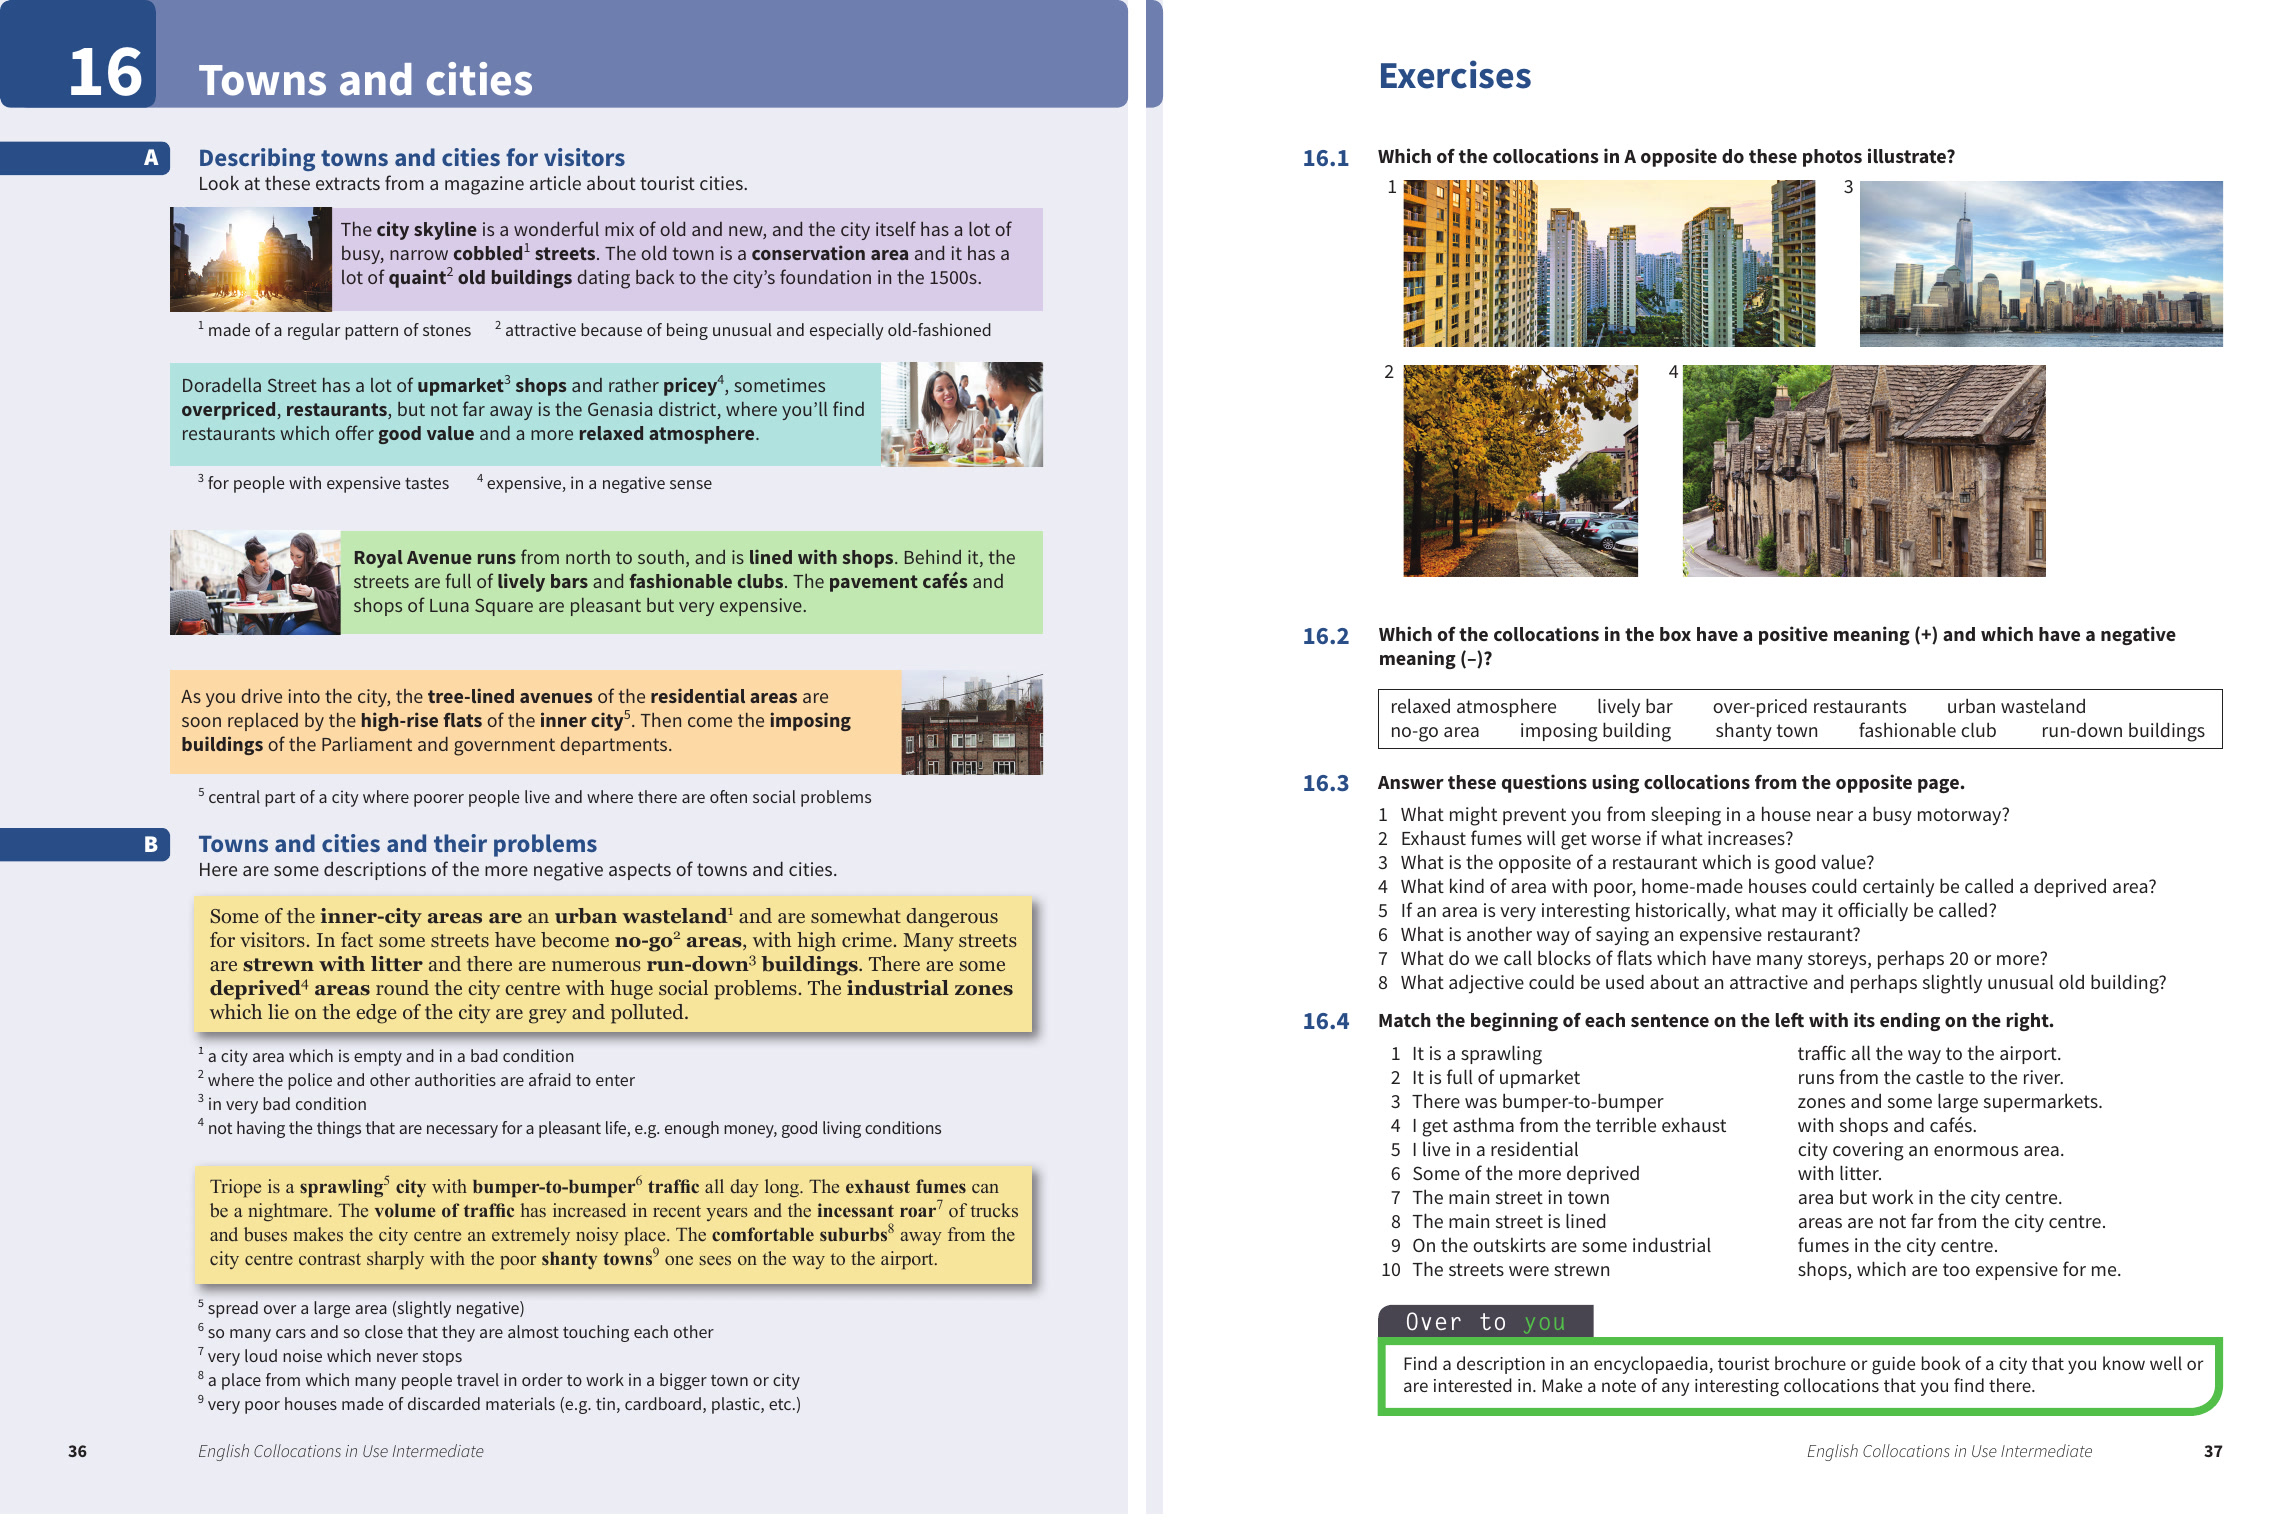 16
Towns and cities
A
Describing towns and cities for visitors
Look at these extracts from a magazine article about tourist cities.
The city skyline is a wonderful mix of old and new, and the city itself has a lot of
busy, narrow cobbled¹ streets. The old town is a conservation area and it has a
lot of quaint² old buildings dating back to the city’s foundation in the 1500s.
¹ made of a regular pattern of stones ² attractive because of being unusual and especially old-fashioned
Doradella Street has a lot of upmarket³ shops and rather pricey⁴, sometimes
overpriced, restaurants, but not far away is the Genasia district, where you’ll find
restaurants which offer good value and a more relaxed atmosphere.
³ for people with expensive tastes ⁴ expensive, in a negative sense
Royal Avenue runs from north to south, and is lined with shops. Behind it, the
streets are full of lively bars and fashionable clubs. The pavement cafés and
shops of Luna Square are pleasant but very expensive.
As you drive into the city, the tree-lined avenues of the residential areas are
soon replaced by the high-rise flats of the inner city⁵. Then come the imposing
buildings of the Parliament and government departments.
⁵ central part of a city where poorer people live and where there are often social problems
B
Towns and cities and their problems
Here are some descriptions of the more negative aspects of towns and cities.
Some of the inner-city areas are an urban wasteland¹ and are somewhat dangerous
for visitors. In fact some streets have become no-go² areas, with high crime. Many streets
are strewn with litter and there are numerous run-down³ buildings. There are some
deprived⁴ areas round the city centre with huge social problems. The industrial zones
which lie on the edge of the city are grey and polluted.
¹ a city area which is empty and in a bad condition
² where the police and other authorities are afraid to enter
³ in very bad condition
⁴ not having the things that are necessary for a pleasant life, e.g. enough money, good living conditions
Triope is a sprawling⁵ city with bumper-to-bumper⁶ traffic all day long. The exhaust fumes can
be a nightmare. The volume of traffic has increased in recent years and the incessant roar⁷ of trucks
and buses makes the city centre an extremely noisy place. The comfortable suburbs⁸ away from the
city centre contrast sharply with the poor shanty towns⁹ one sees on the way to the airport.
⁵ spread over a large area (slightly negative)
⁶ so many cars and so close that they are almost touching each other
⁷ very loud noise which never stops
⁸ a place from which many people travel in order to work in a bigger town or city
⁹ very poor houses made of discarded materials (e.g. tin, cardboard, plastic, etc.)
36 English Collocations in Use Intermediate
Exercises
16.1 Which of the collocations in A opposite do these photos illustrate?
1
3
2
4
16.2 Which of the collocations in the box have a positive meaning (+) and which have a negative
meaning (–)?
relaxed atmosphere lively bar over-priced restaurants urban wasteland
no-go area imposing building shanty town fashionable club run-down buildings
16.3 Answer these questions using collocations from the opposite page.
1 What might prevent you from sleeping in a house near a busy motorway?
2 Exhaust fumes will get worse if what increases?
3 What is the opposite of a restaurant which is good value?
4 What kind of area with poor, home-made houses could certainly be called a deprived area?
5 If an area is very interesting historically, what may it officially be called?
6 What is another way of saying an expensive restaurant?
7 What do we call blocks of flats which have many storeys, perhaps 20 or more?
8 What adjective could be used about an attractive and perhaps slightly unusual old building?
16.4 Match the beginning of each sentence on the left with its ending on the right.
1 It is a sprawling traffic all the way to the airport.
2 It is full of upmarket runs from the castle to the river.
3 There was bumper-to-bumper zones and some large supermarkets.
4 I get asthma from the terrible exhaust with shops and cafés.
5 I live in a residential city covering an enormous area.
6 Some of the more deprived with litter.
7 The main street in town area but work in the city centre.
8 The main street is lined areas are not far from the city centre.
9 On the outskirts are some industrial fumes in the city centre.
10 The streets were strewn shops, which are too expensive for me.
Over to you
Find a description in an encyclopaedia, tourist brochure or guide book of a city that you know well or
are interested in. Make a note of any interesting collocations that you find there.
English Collocations in Use Intermediate 37